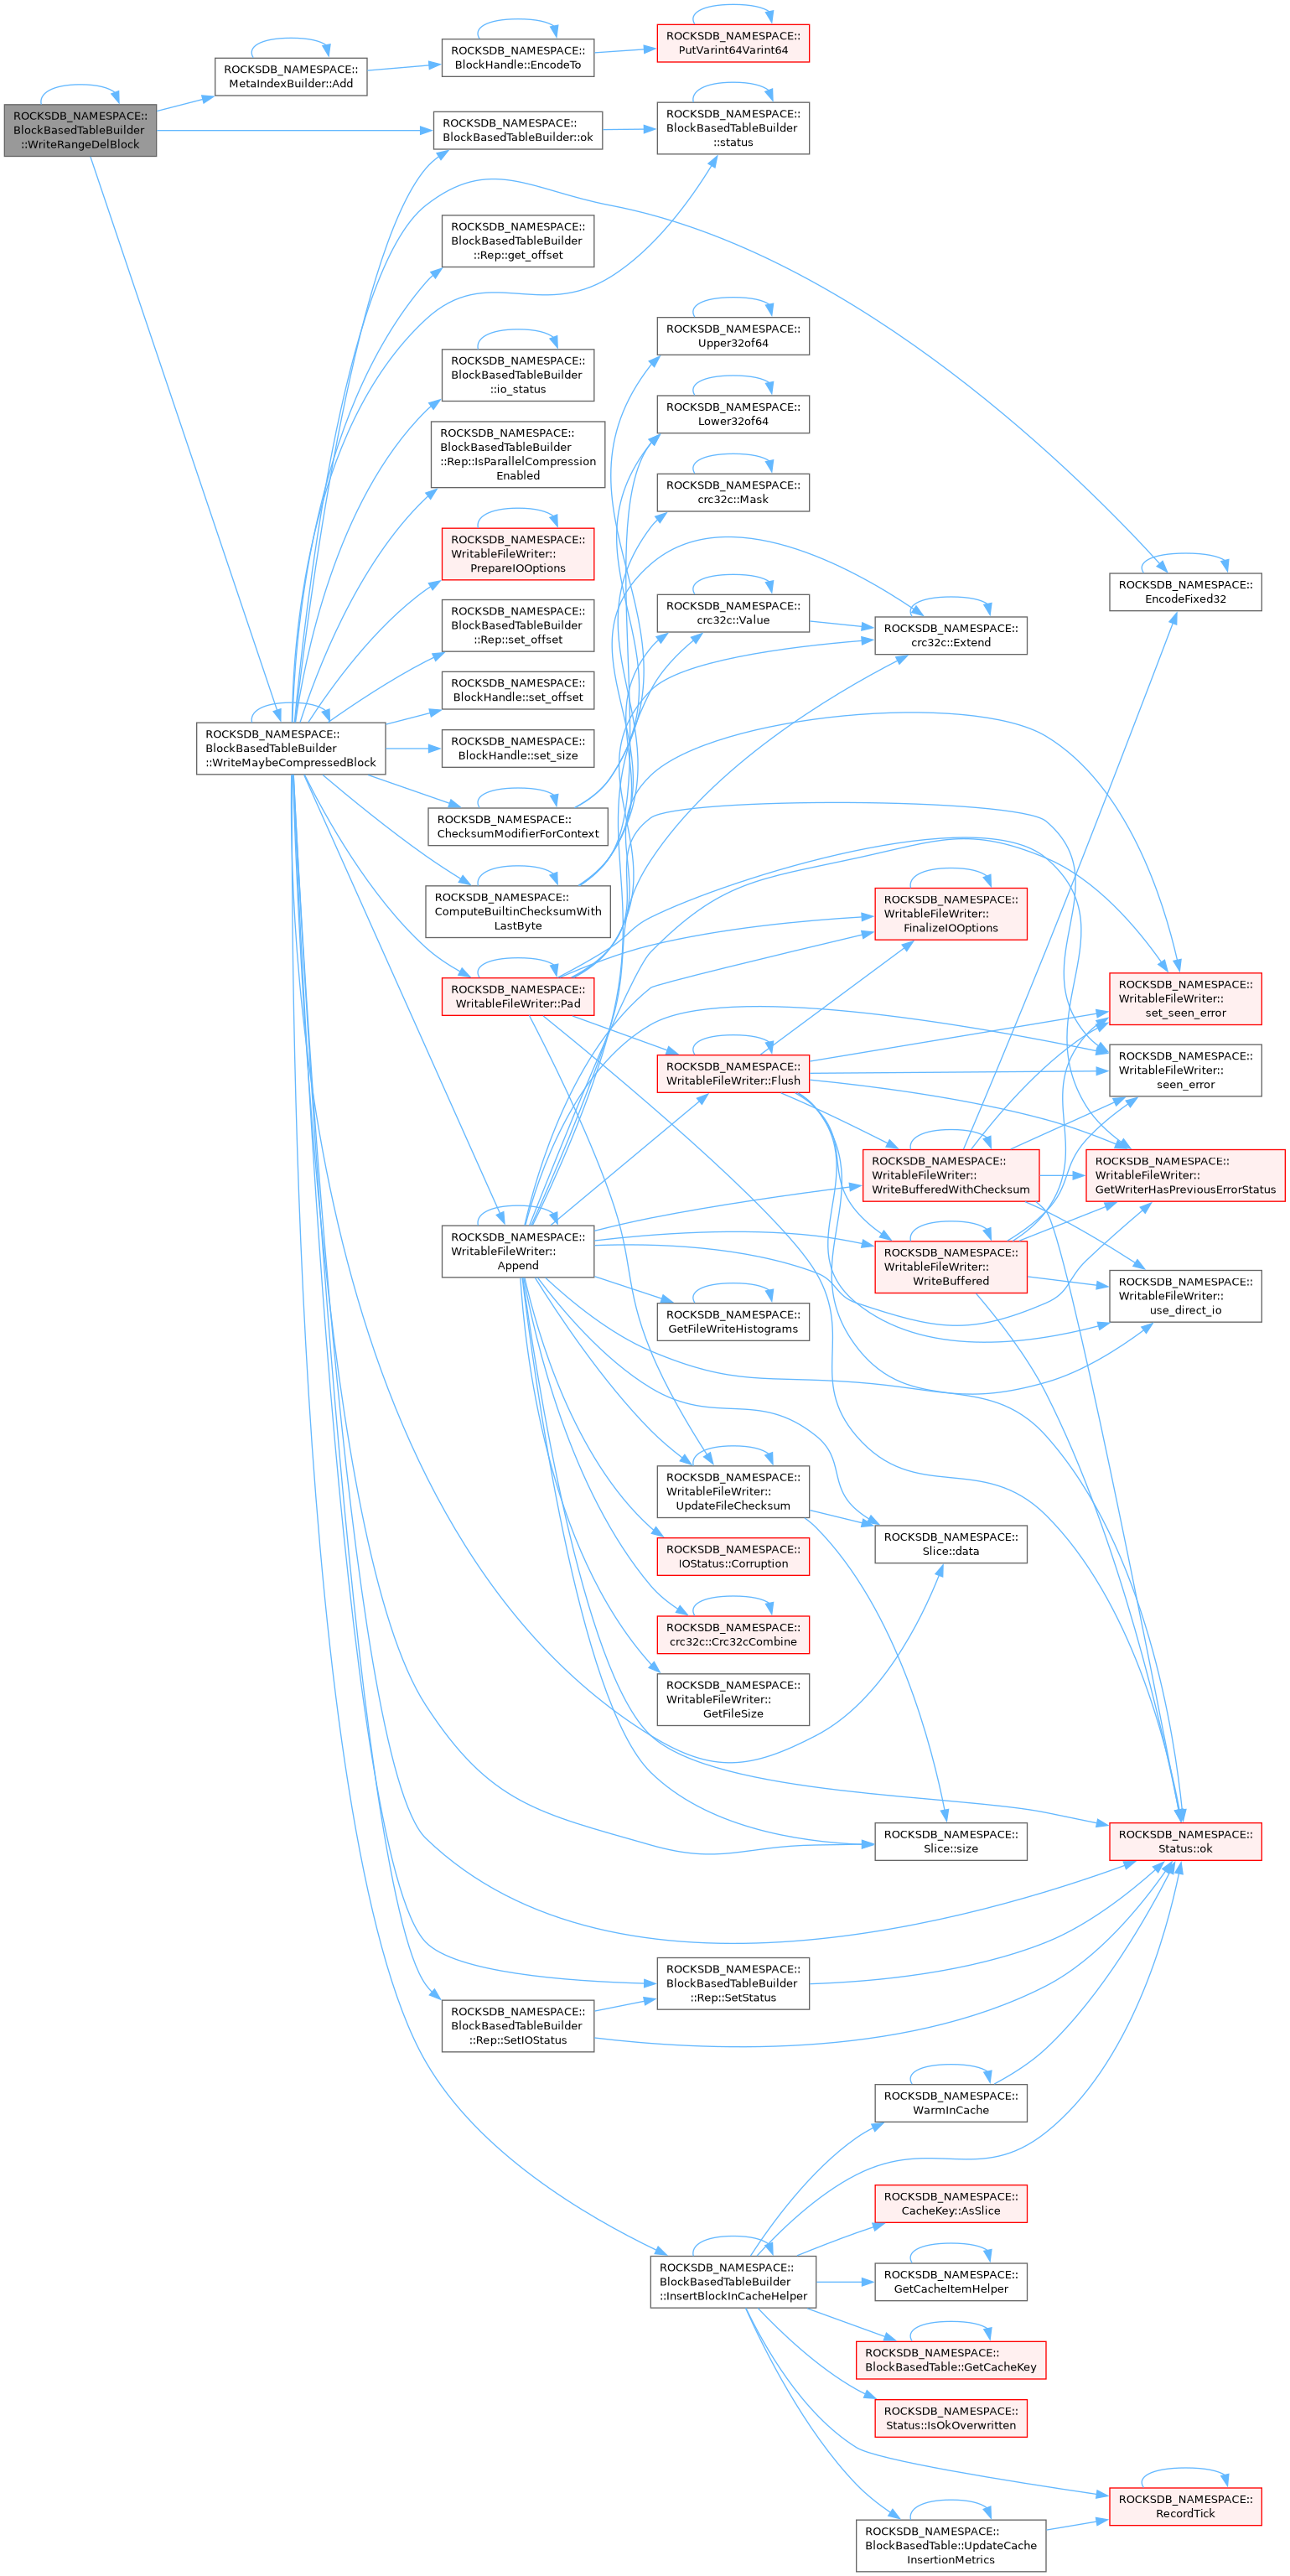 ROCKSDB_NAMESPACE::
BlockBasedTableBuilder
::WriteRangeDelBlock
ROCKSDB_NAMESPACE::
MetaIndexBuilder::Add
ROCKSDB_NAMESPACE::
BlockHandle::EncodeTo
ROCKSDB_NAMESPACE::
PutVarint64Varint64
ROCKSDB_NAMESPACE::
BlockBasedTableBuilder::ok
ROCKSDB_NAMESPACE::
BlockBasedTableBuilder
::status
ROCKSDB_NAMESPACE::
BlockBasedTableBuilder
::Rep::get_offset
ROCKSDB_NAMESPACE::
BlockBasedTableBuilder
::io_status
ROCKSDB_NAMESPACE::
BlockBasedTableBuilder
::Rep::IsParallelCompression
Enabled
ROCKSDB_NAMESPACE::
WritableFileWriter::
PrepareIOOptions
ROCKSDB_NAMESPACE::
BlockBasedTableBuilder
::Rep::set_offset
ROCKSDB_NAMESPACE::
BlockHandle::set_offset
ROCKSDB_NAMESPACE::
BlockHandle::set_size
ROCKSDB_NAMESPACE::
BlockBasedTableBuilder
::WriteMaybeCompressedBlock
ROCKSDB_NAMESPACE::
ChecksumModifierForContext
ROCKSDB_NAMESPACE::
ComputeBuiltinChecksumWith
LastByte
ROCKSDB_NAMESPACE::
WritableFileWriter::Pad
ROCKSDB_NAMESPACE::
WritableFileWriter::
Append
ROCKSDB_NAMESPACE::
Upper32of64
ROCKSDB_NAMESPACE::
Lower32of64
ROCKSDB_NAMESPACE::
crc32c::Mask
ROCKSDB_NAMESPACE::
crc32c::Value
ROCKSDB_NAMESPACE::
crc32c::Extend
ROCKSDB_NAMESPACE::
EncodeFixed32
ROCKSDB_NAMESPACE::
WritableFileWriter::
FinalizeIOOptions
ROCKSDB_NAMESPACE::
WritableFileWriter::
set_seen_error
ROCKSDB_NAMESPACE::
WritableFileWriter::
seen_error
ROCKSDB_NAMESPACE::
WritableFileWriter::Flush
ROCKSDB_NAMESPACE::
WritableFileWriter::
WriteBufferedWithChecksum
ROCKSDB_NAMESPACE::
WritableFileWriter::
GetWriterHasPreviousErrorStatus
ROCKSDB_NAMESPACE::
WritableFileWriter::
WriteBuffered
ROCKSDB_NAMESPACE::
WritableFileWriter::
use_direct_io
ROCKSDB_NAMESPACE::
GetFileWriteHistograms
ROCKSDB_NAMESPACE::
WritableFileWriter::
UpdateFileChecksum
ROCKSDB_NAMESPACE::
Slice::data
ROCKSDB_NAMESPACE::
IOStatus::Corruption
ROCKSDB_NAMESPACE::
crc32c::Crc32cCombine
ROCKSDB_NAMESPACE::
WritableFileWriter::
GetFileSize
ROCKSDB_NAMESPACE::
Slice::size
ROCKSDB_NAMESPACE::
Status::ok
ROCKSDB_NAMESPACE::
BlockBasedTableBuilder
::Rep::SetStatus
ROCKSDB_NAMESPACE::
BlockBasedTableBuilder
::Rep::SetIOStatus
ROCKSDB_NAMESPACE::
WarmInCache
ROCKSDB_NAMESPACE::
CacheKey::AsSlice
ROCKSDB_NAMESPACE::
BlockBasedTableBuilder
::InsertBlockInCacheHelper
ROCKSDB_NAMESPACE::
GetCacheItemHelper
ROCKSDB_NAMESPACE::
BlockBasedTable::GetCacheKey
ROCKSDB_NAMESPACE::
Status::IsOkOverwritten
ROCKSDB_NAMESPACE::
RecordTick
ROCKSDB_NAMESPACE::
BlockBasedTable::UpdateCache
InsertionMetrics